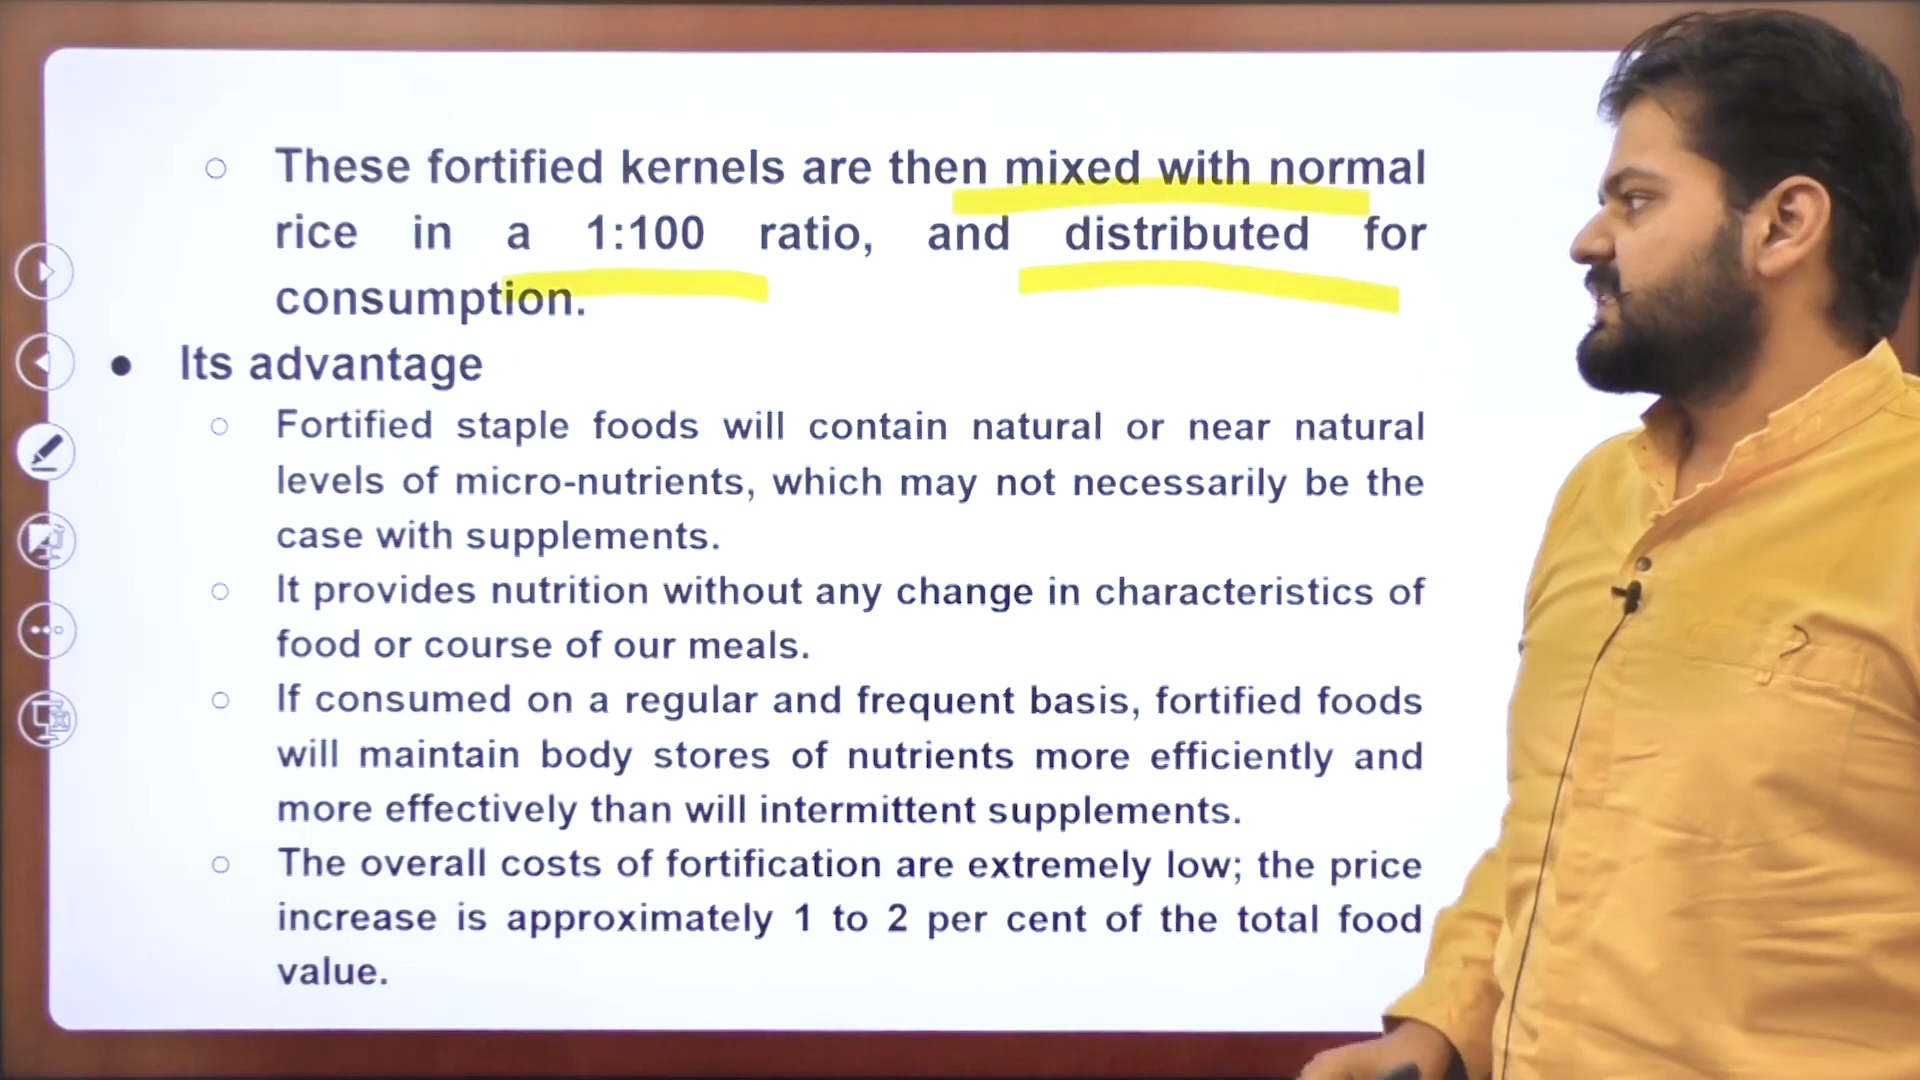 These fortified kernels are then mixed with normal
rice in a 1:100 ratio, and distributed for
consumption.
Its advantage
Fortified staple foods will contain natural or near natural
levels of micro-nutrients, which may not necessarily be the
case with supplements.
It provides nutrition without any change in characteristics of
food or course of our meals.
If consumed on a regular and frequent basis, fortified foods
will maintain body stores of nutrients more efficiently and
more effectively than will intermittent supplements.
The overall costs of fortification are extremely low; the price
increase is approximately 1 to 2 per cent of the total food
value.